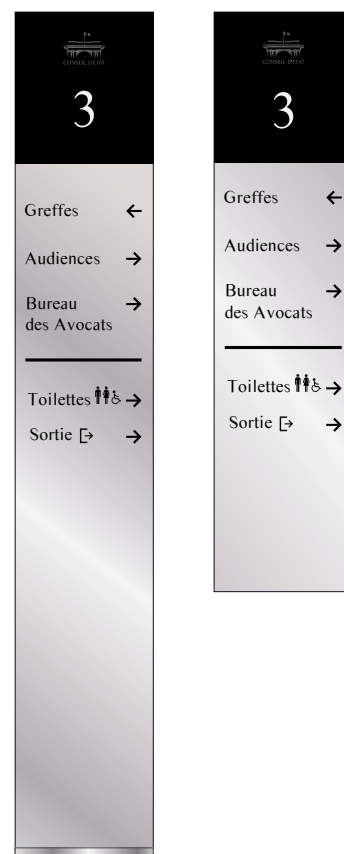 CONSEIL D'ÉTAT
3
Greffes ←
Audiences →
Bureau →
des Avocats
Toilettes →
Sortie →
CONSEIL D'ÉTAT
3
Greffes ←
Audiences →
Bureau →
des Avocats
Toilettes →
Sortie →